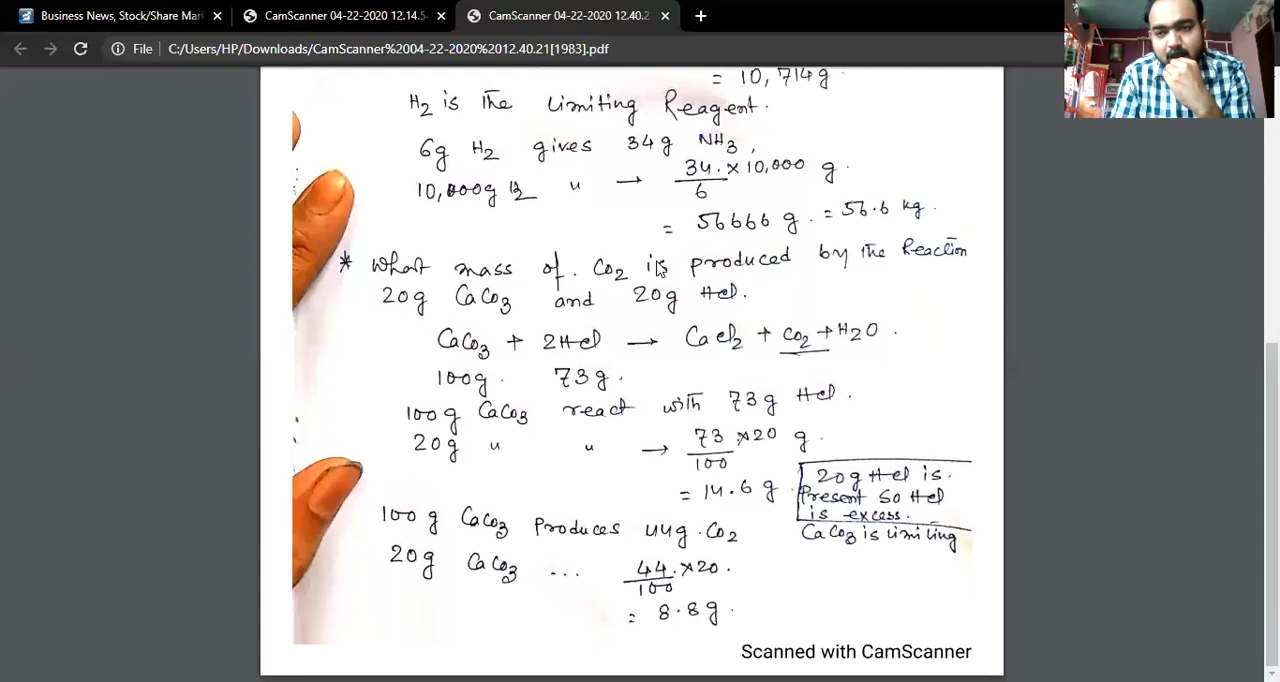 Business News, Stock/Share Mar
CamScanner 04-22-2020 12.14.5
CamScanner 04-22-2020 12.40.2
File C:/Users/HP/Downloads/CamScanner%2004-22-2020%2012.40.21[1983].pdf
= 10,714g.
H2 is the limiting Reagent.
6g H2 gives 34g NH3,
10,000g H2 " → 34 × 10,000 g.
6
= 56666 g. = 56.6 kg.
* What mass of CO2 is produced by the Reaction
20g CaCO3 and 20g HCl.
CaCO3 + 2HCl → CaCl2 + CO2 + H2O.
100g. 73g.
100g CaCO3 react with 73g HCl.
20g " " → 73 × 20 g.
100
= 14.6 g.
20g HCl is
Present so HCl
is excess.
CaCO3 is limiting
100 g CaCO3 Produces 44g. CO2
20g CaCO3 ... 44 × 20.
100
= 8.8g.
Scanned with CamScanner